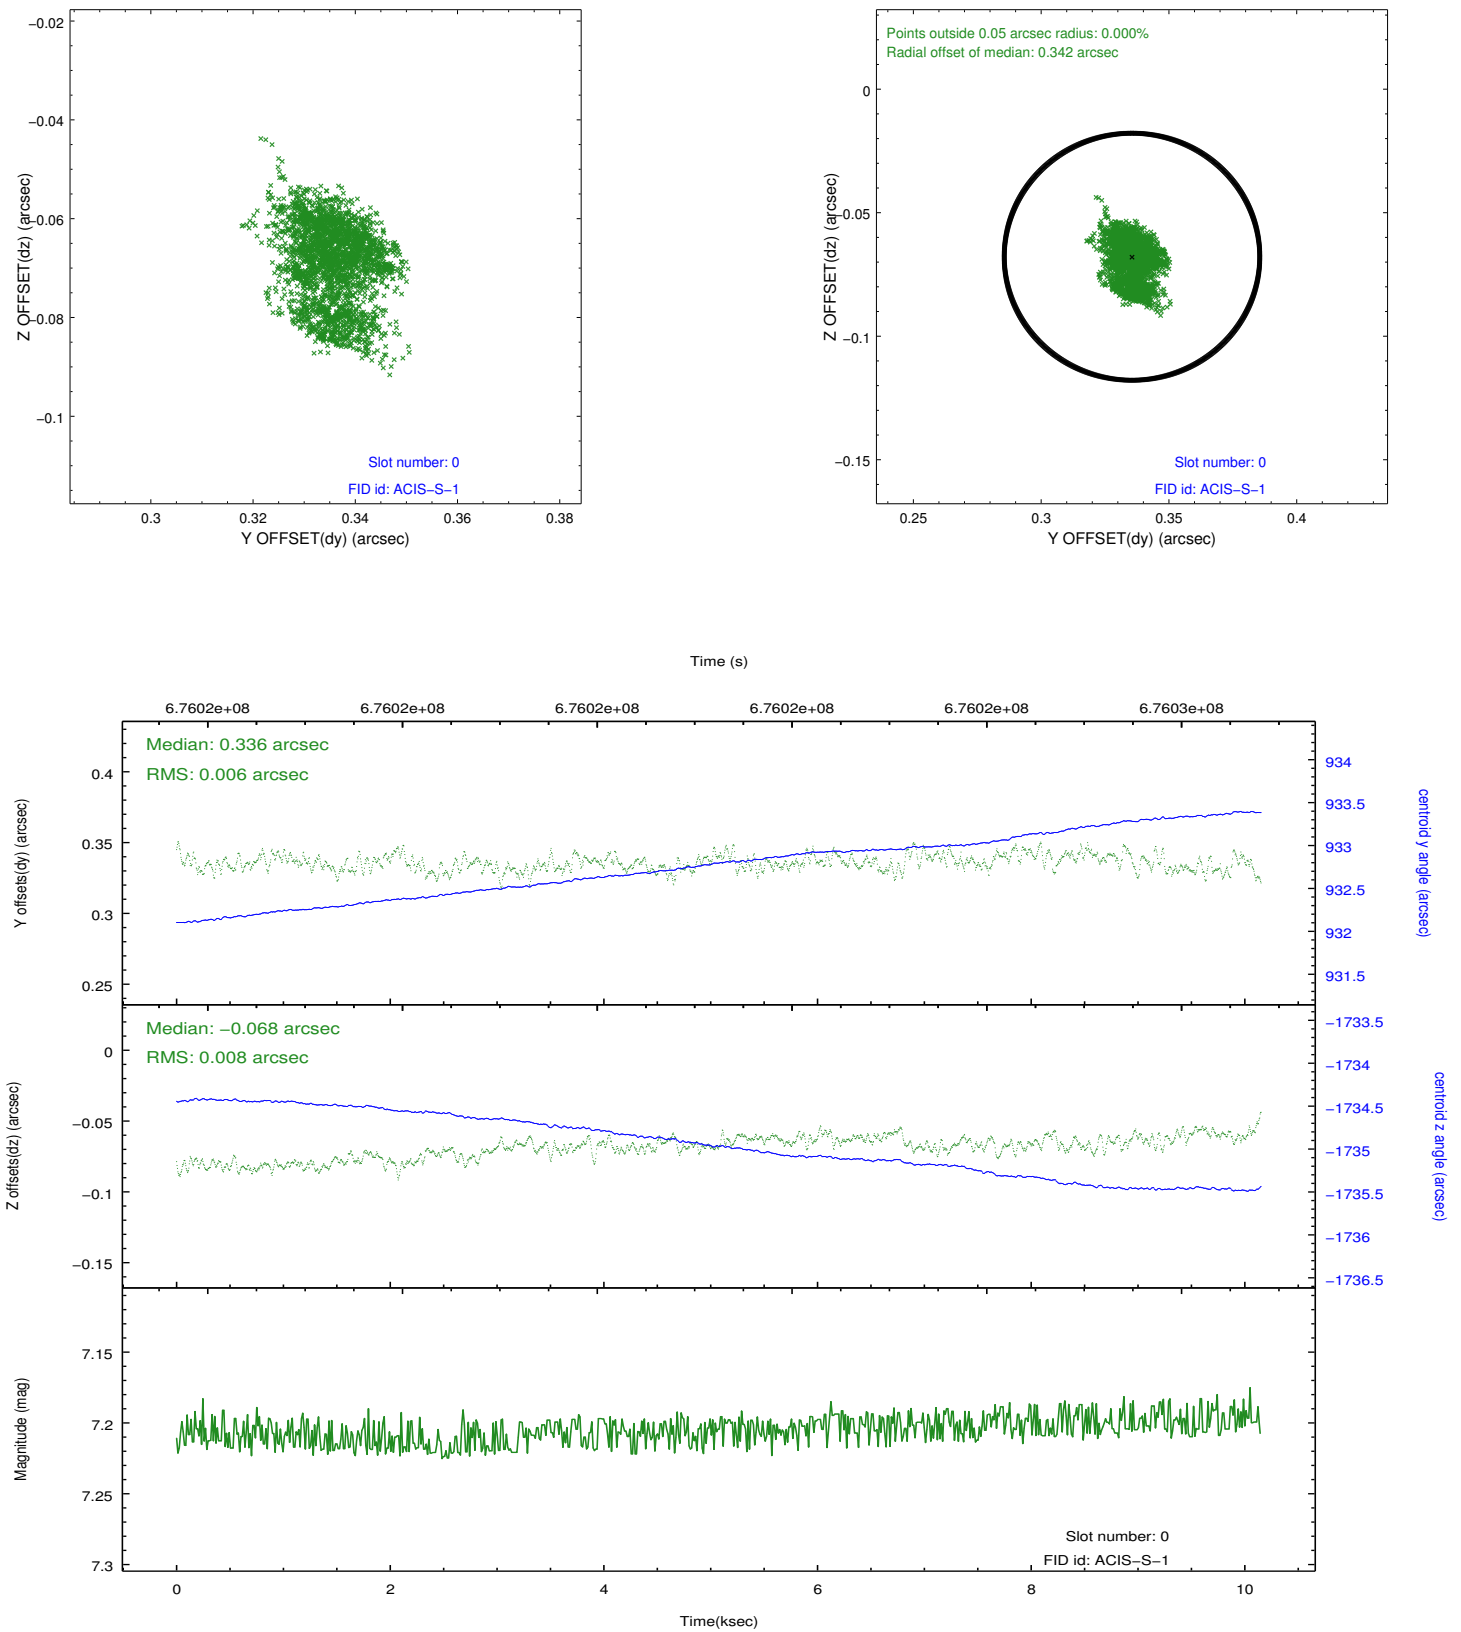 −0.02
−0.04
−0.06
−0.08
−0.1
Z OFFSET(dz) (arcsec)
0.3
0.32
0.34
0.36
0.38
Y OFFSET(dy) (arcsec)
Slot number: 0
FID id: ACIS−S−1
Points outside 0.05 arcsec radius: 0.000%
Radial offset of median: 0.342 arcsec
0
−0.05
−0.1
−0.15
Z OFFSET(dz) (arcsec)
0.25
0.3
0.35
0.4
Y OFFSET(dy) (arcsec)
Slot number: 0
FID id: ACIS−S−1
Time (s)
6.7602e+08
6.7602e+08
6.7602e+08
6.7602e+08
6.7602e+08
6.7603e+08
Median: 0.336 arcsec
RMS: 0.006 arcsec
0.4
0.35
0.3
0.25
Y offsets(dy) (arcsec)
934
933.5
933
932.5
932
931.5
centroid y angle (arcsec)
Median: −0.068 arcsec
RMS: 0.008 arcsec
0
−0.05
−0.1
−0.15
Z offsets(dz) (arcsec)
−1733.5
−1734
−1734.5
−1735
−1735.5
−1736
−1736.5
centroid z angle (arcsec)
7.15
7.2
7.25
7.3
Magnitude (mag)
Slot number: 0
FID id: ACIS−S−1
0
2
4
6
8
10
Time(ksec)